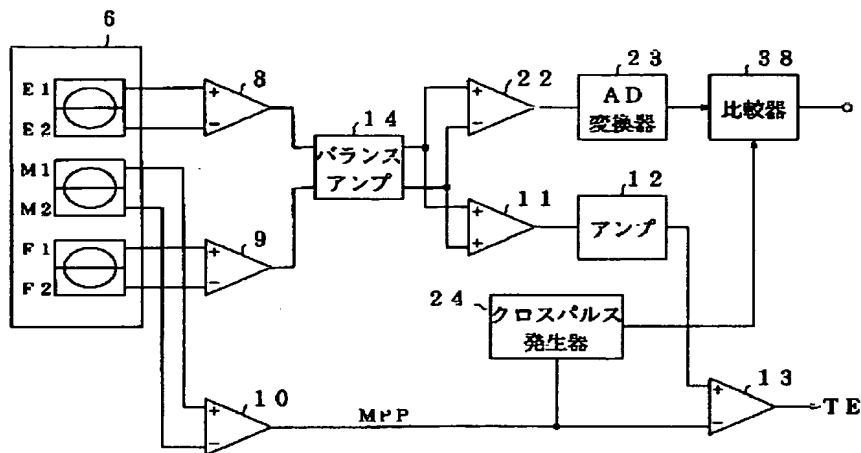 6
E1
E2
M1
M2
F1
F2
+
−
8
+
−
9
+
−
10
14
バランス
アンプ
+
−
22
+
+
11
23
AD
変換器
12
アンプ
38
比較器
24
クロスパルス
発生器
MPP
+
−
13
TE